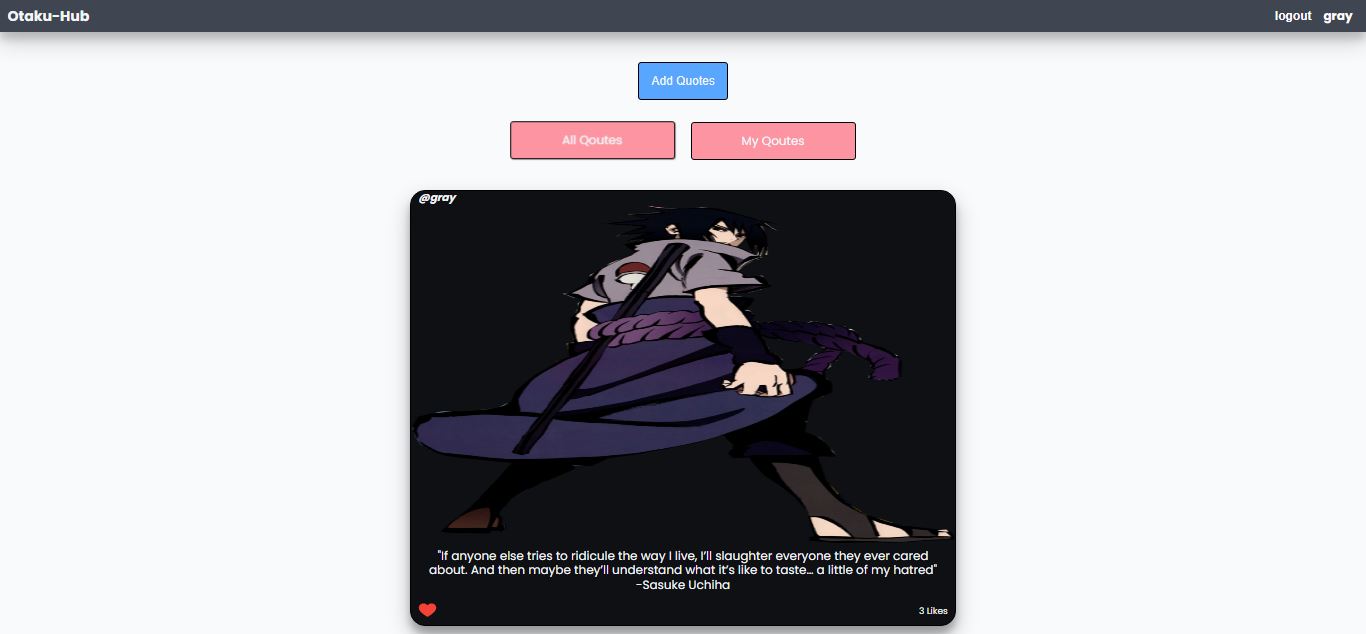 Otaku-Hub
logout gray
Add Quotes
All Qoutes
My Qoutes
@gray
"If anyone else tries to ridicule the way I live, I’ll slaughter everyone they ever cared
about. And then maybe they’ll understand what it’s like to taste… a little of my hatred"
-Sasuke Uchiha
3 Likes